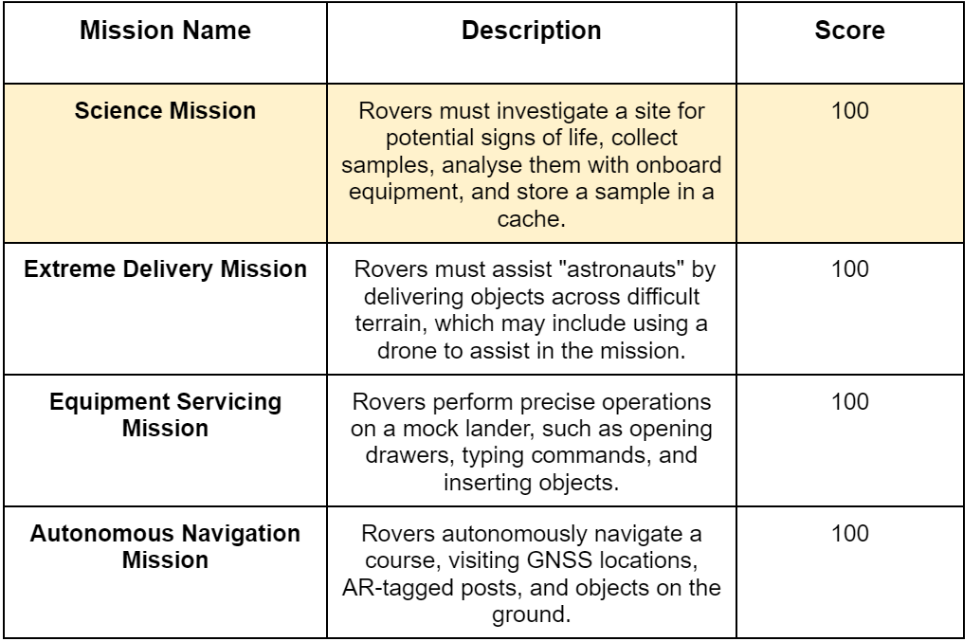 Mission Name
Description
Score
Science Mission
Rovers must investigate a site for
potential signs of life, collect
samples, analyse them with onboard
equipment, and store a sample in a
cache.
100
Extreme Delivery Mission
Rovers must assist "astronauts" by
delivering objects across difficult
terrain, which may include using a
drone to assist in the mission.
100
Equipment Servicing
Mission
Rovers perform precise operations
on a mock lander, such as opening
drawers, typing commands, and
inserting objects.
100
Autonomous Navigation
Mission
Rovers autonomously navigate a
course, visiting GNSS locations,
AR-tagged posts, and objects on the
ground.
100